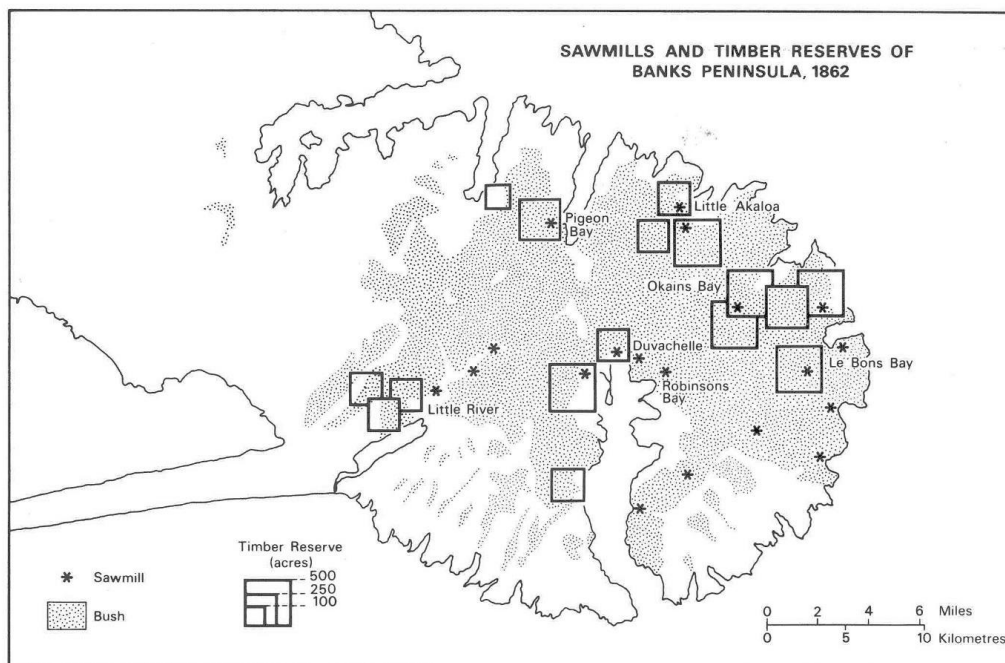 SAWMILLS AND TIMBER RESERVES OF
BANKS PENINSULA, 1862
Little Akaloa
Pigeon
Bay
Okains Bay
Duvachelle
Le Bons Bay
Robinsons
Bay
Little River
Timber Reserve
(acres)
500
250
100
Sawmill
Bush
0 2 4 6 Miles
0 5 10 Kilometres